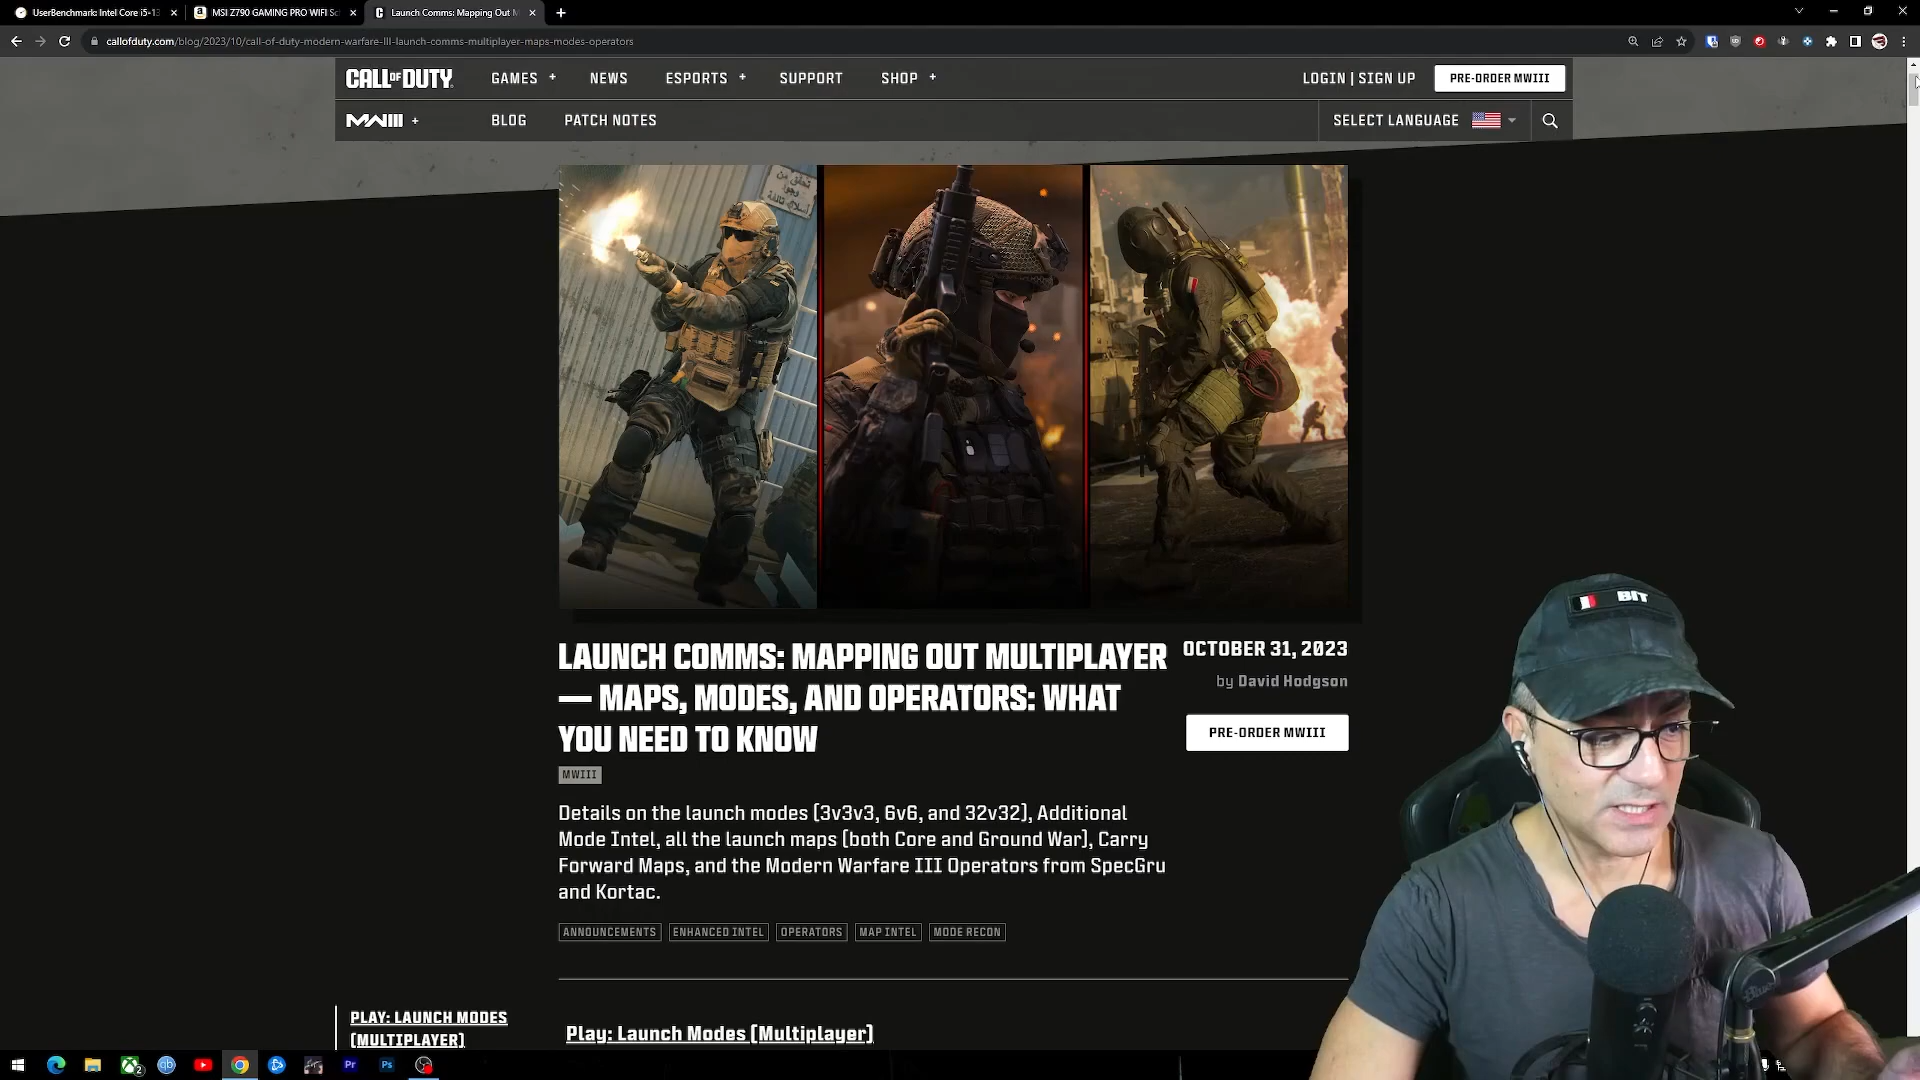 UserBenchmark: Intel Core i5-13
MSI Z790 GAMING PRO WIFI So
Launch Comms: Mapping Out M
callofduty.com/blog/2023/10/call-of-duty-modern-warfare-III-launch-comms-multiplayer-maps-modes-operators
CALL OF DUTY
GAMES +
NEWS
ESPORTS +
SUPPORT
SHOP +
LOGIN | SIGN UP
PRE-ORDER MWIII
MWIII +
BLOG
PATCH NOTES
SELECT LANGUAGE
LAUNCH COMMS: MAPPING OUT MULTIPLAYER
— MAPS, MODES, AND OPERATORS: WHAT
YOU NEED TO KNOW
OCTOBER 31, 2023
by David Hodgson
PRE-ORDER MWIII
MWIII
Details on the launch modes (3v3v3, 6v6, and 32v32), Additional
Mode Intel, all the launch maps (both Core and Ground War), Carry
Forward Maps, and the Modern Warfare III Operators from SpecGru
and Kortac.
ANNOUNCEMENTS
ENHANCED INTEL
OPERATORS
MAP INTEL
MODE RECON
PLAY: LAUNCH MODES
(MULTIPLAYER)
Play: Launch Modes (Multiplayer)
BIT
2
qb
Pr
Ps